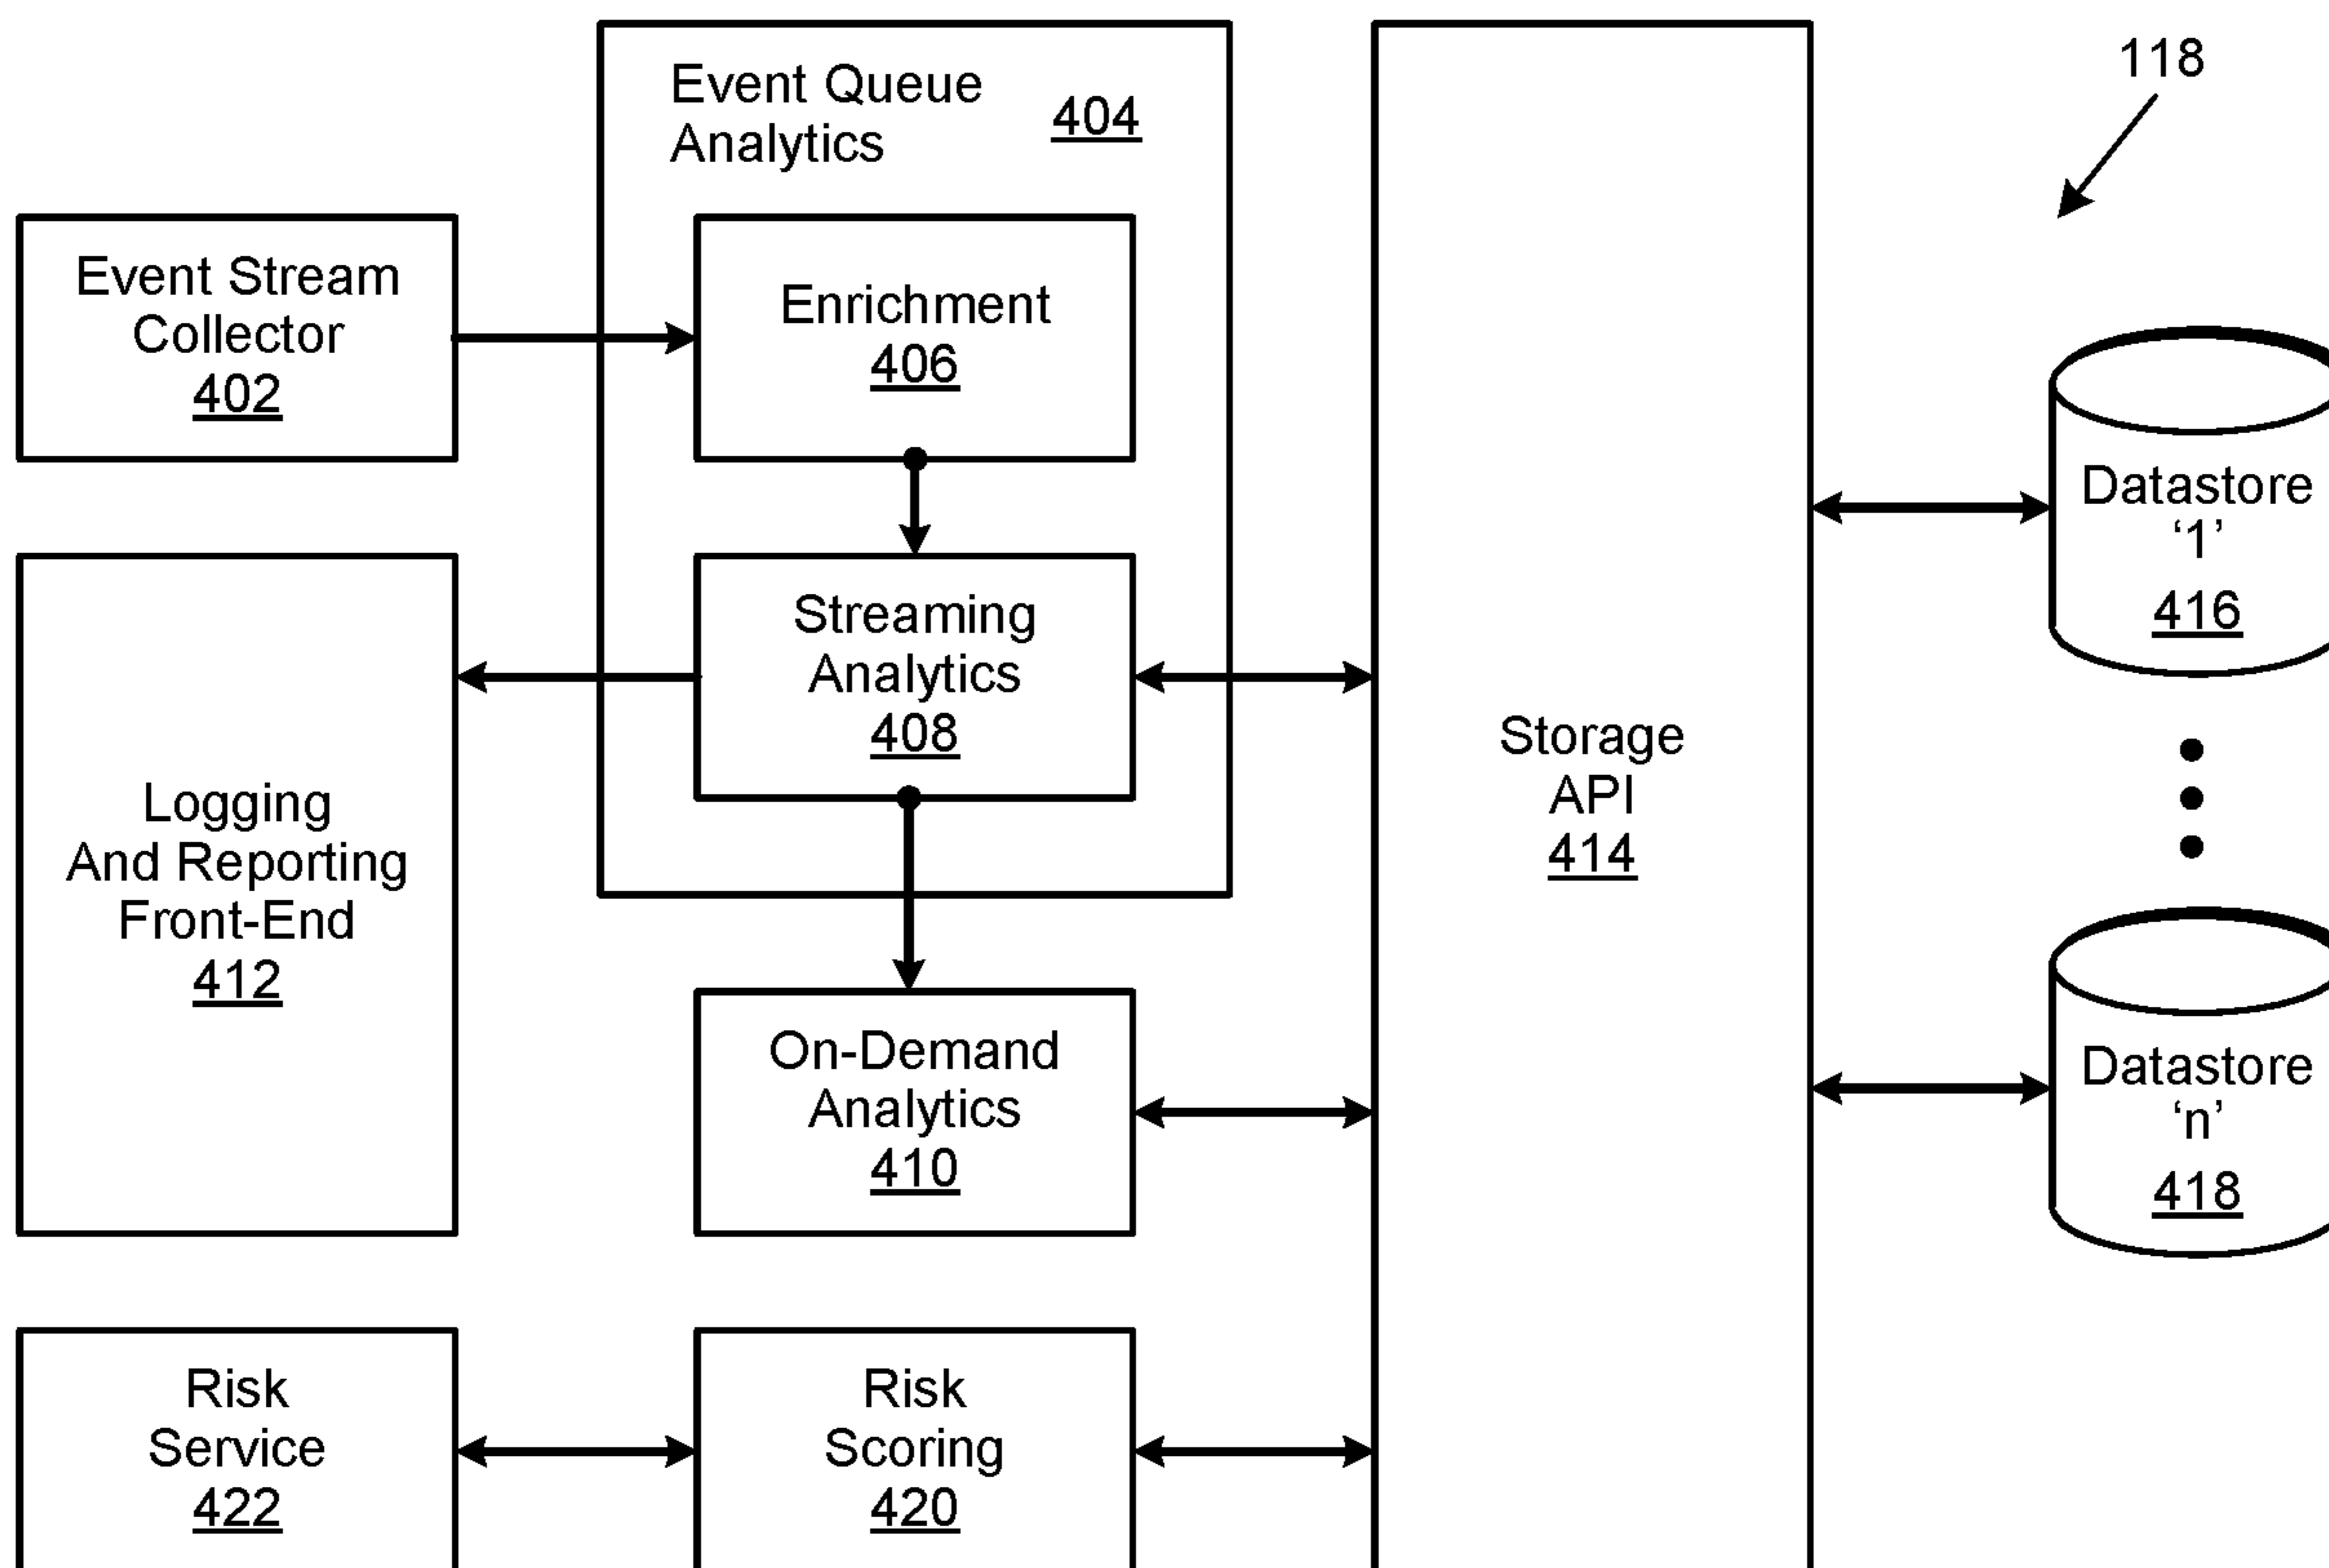 Event Queue
Analytics
404
118
Event Stream
Collector
402
Enrichment
406
Streaming
Analytics
408
Logging
And Reporting
Front-End
412
On-Demand
Analytics
410
Storage
API
414
Datastore
‘1’
416
Datastore
‘n’
418
Risk
Service
422
Risk
Scoring
420